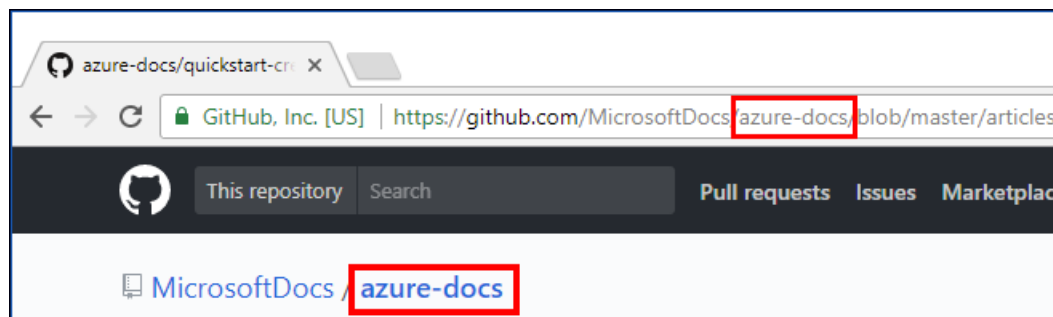 azure-docs/quickstart-cre
GitHub, Inc. [US] | https://github.com/MicrosoftDocs/azure-docs/blob/master/articles
This repository Search Pull requests Issues Marketplac
MicrosoftDocs / azure-docs